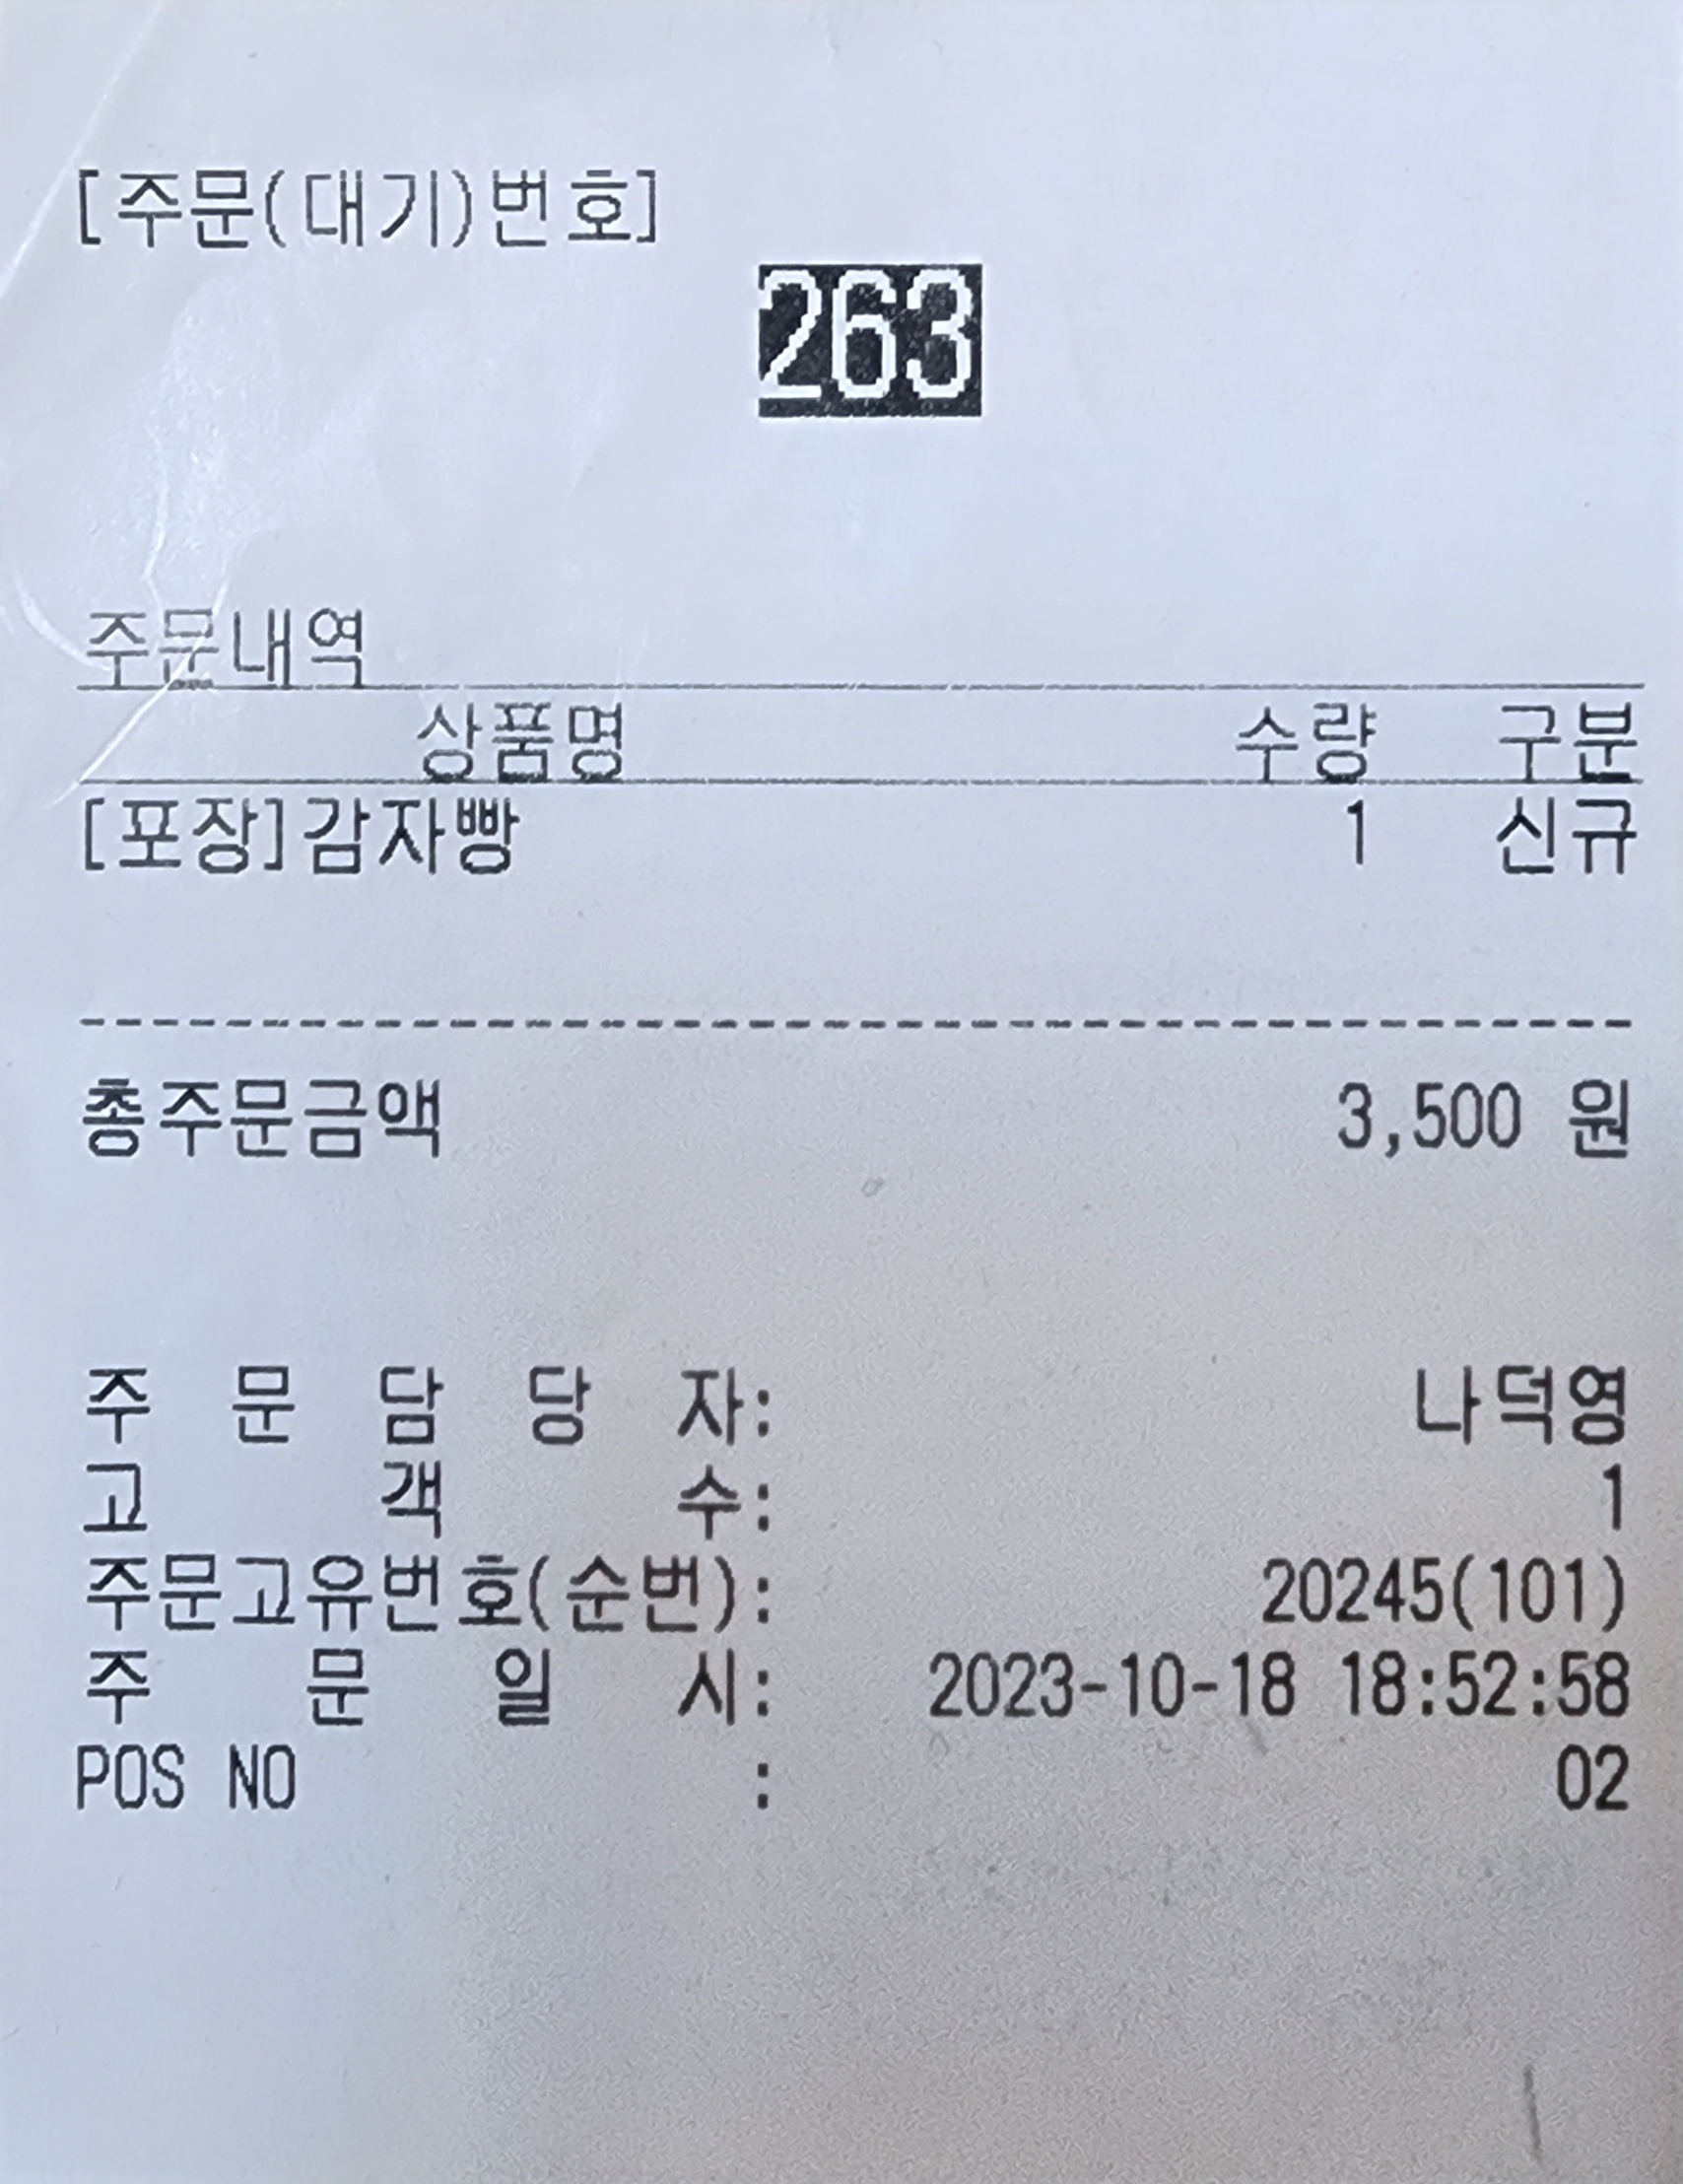 [주문(대기)번호]
263
주문내역
상품명 수량 구분
[포장]감자빵 1 신규
총주문금액 3,500 원
주 문 담 당 자: 나덕영
고 객 수: 1
주문고유번호(순번): 20245(101)
주 문 일 시: 2023-10-18 18:52:58
POS NO : 02